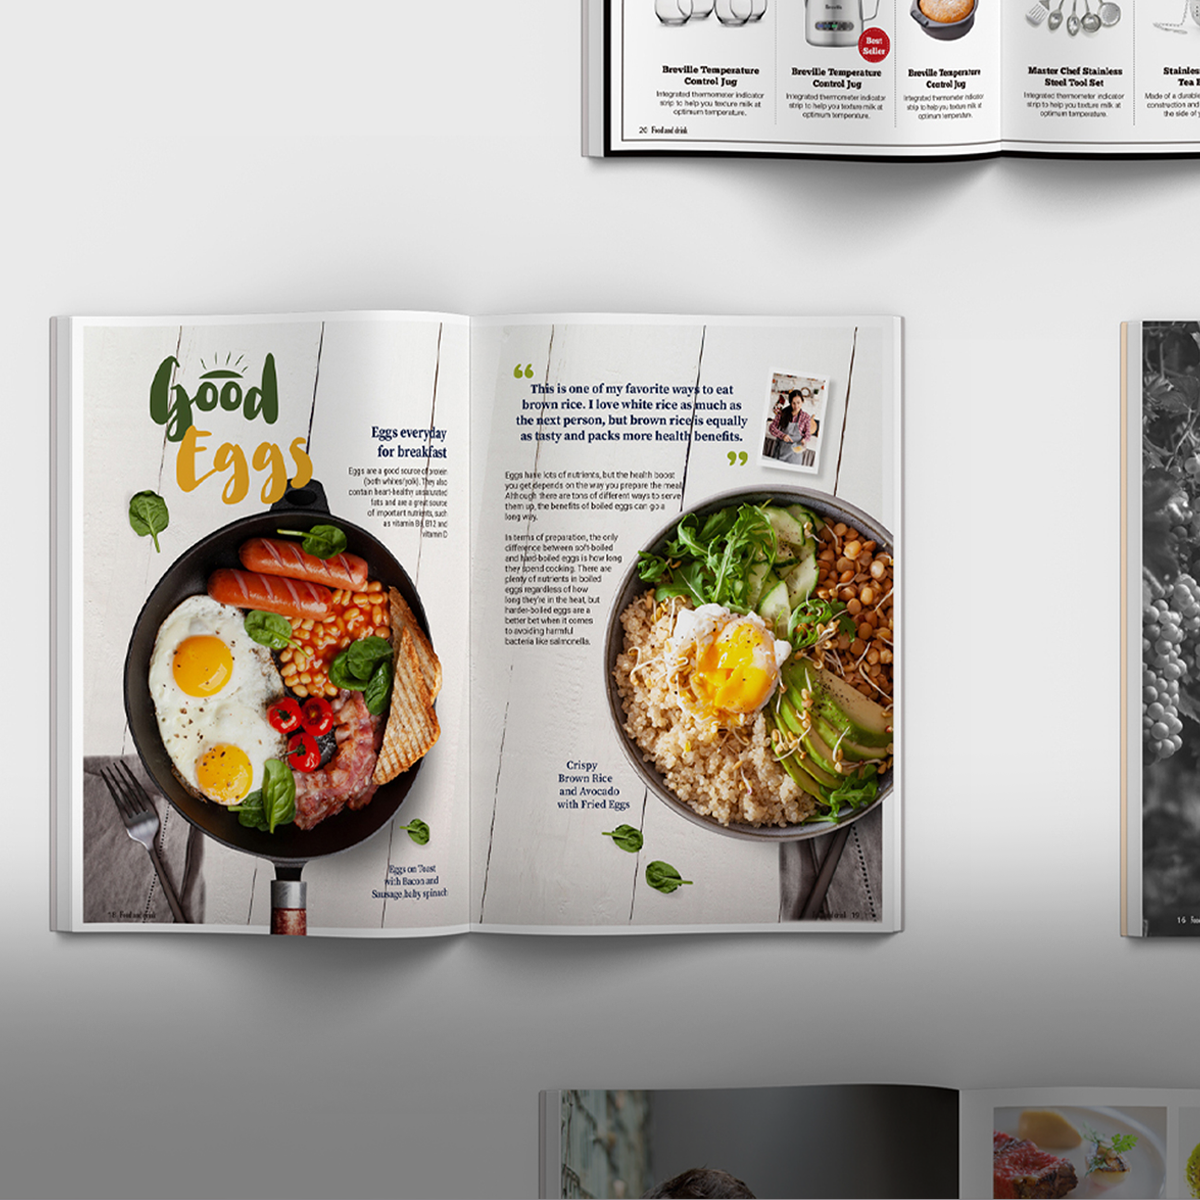 Best
Seller
Breville Temperature
Control Jug
Integrated thermometer indicator
strip to help you texture milk at
optimum temperature.
Breville Temperature
Control Jug
Integrated thermometer indicator
strip to help you texture milk at
optimum temperature.
Breville Temperature
Control Jug
Integrated thermometer indicator
strip to help you texture milk at
optimum temperature.
Master Chef Stainless
Steel Tool Set
Integrated thermometer indicator
strip to help you texture milk at
optimum temperature.
Stainles
Tea
Made of a durable
construction and
the side of
20 Food and drink
Good
Eggs
Eggs everyday
for breakfast
Eggs are a good source of protein
(both whites/yolk). They also
contain heart-healthy unsaturated
fats and are a great source
of important nutrients, such
as vitamin B6, B12 and
vitamin D
Eggs on Toast
with Bacon and
Sausage, baby spinach
Food and drink
“
This is one of my favorite ways to eat
brown rice. I love white rice as much as
the next person, but brown rice is equally
as tasty and packs more health benefits.
”
Eggs have lots of nutrients, but the health boost
you get depends on the way you prepare the meal.
Although there are tons of different ways to serve
them up, the benefits of boiled eggs can go a
long way.
In terms of preparation, the only
difference between soft-boiled
and hard-boiled eggs is how long
they spend cooking. There are
plenty of nutrients in boiled
eggs regardless of how
long they're in the heat, but
harder-boiled eggs are a
better bet when it comes
to avoiding harmful
bacteria like salmonella.
Crispy
Brown Rice
and Avocado
with Fried Eggs
19
16